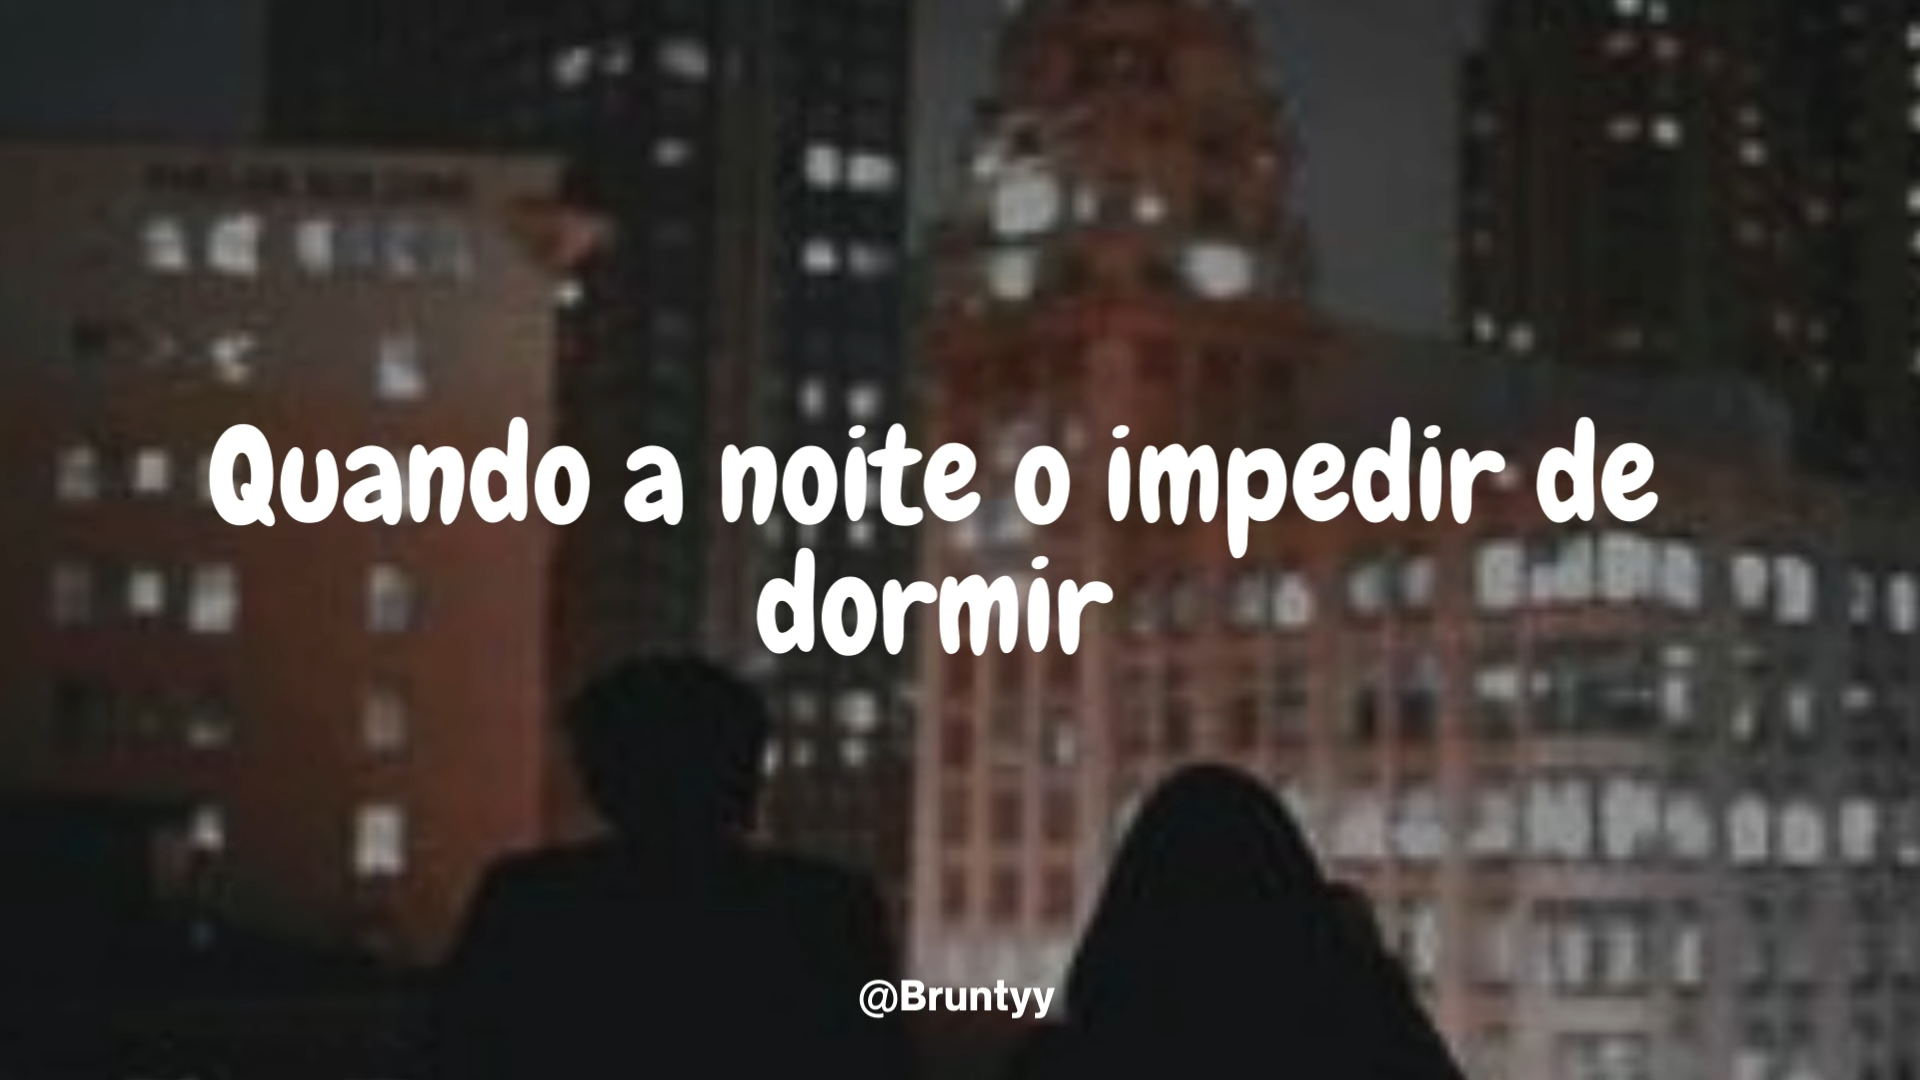 Quando a noite o impedir de
dormir
@Bruntyy